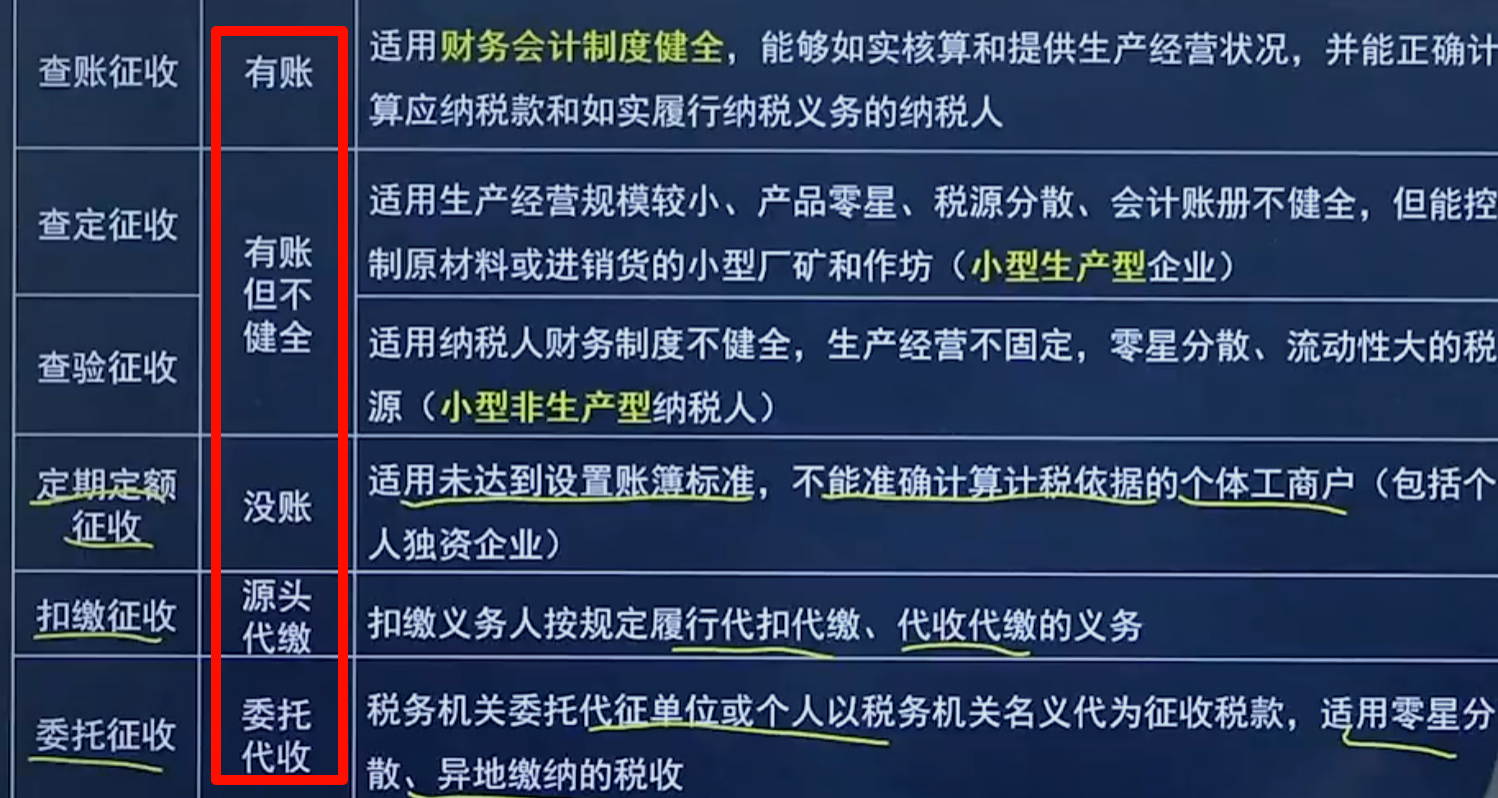 查账征收
有账
适用财务会计制度健全，能够如实核算和提供生产经营状况，并能正确计
算应纳税款和如实履行纳税义务的纳税人
查定征收
有账
但不
健全
适用生产经营规模较小、产品零星、税源分散、会计账册不健全，但能控
制原材料或进销货的小型厂矿和作坊（小型生产型企业）
查验征收
适用纳税人财务制度不健全，生产经营不固定，零星分散、流动性大的税
源（小型非生产型纳税人）
定期定额
征收
没账
适用未达到设置账簿标准，不能准确计算计税依据的个体工商户（包括个
人独资企业）
扣缴征收
源头
代缴
扣缴义务人按规定履行代扣代缴、代收代缴的义务
委托征收
委托
代收
税务机关委托代征单位或个人以税务机关名义代为征收税款，适用零星分
散、异地缴纳的税收